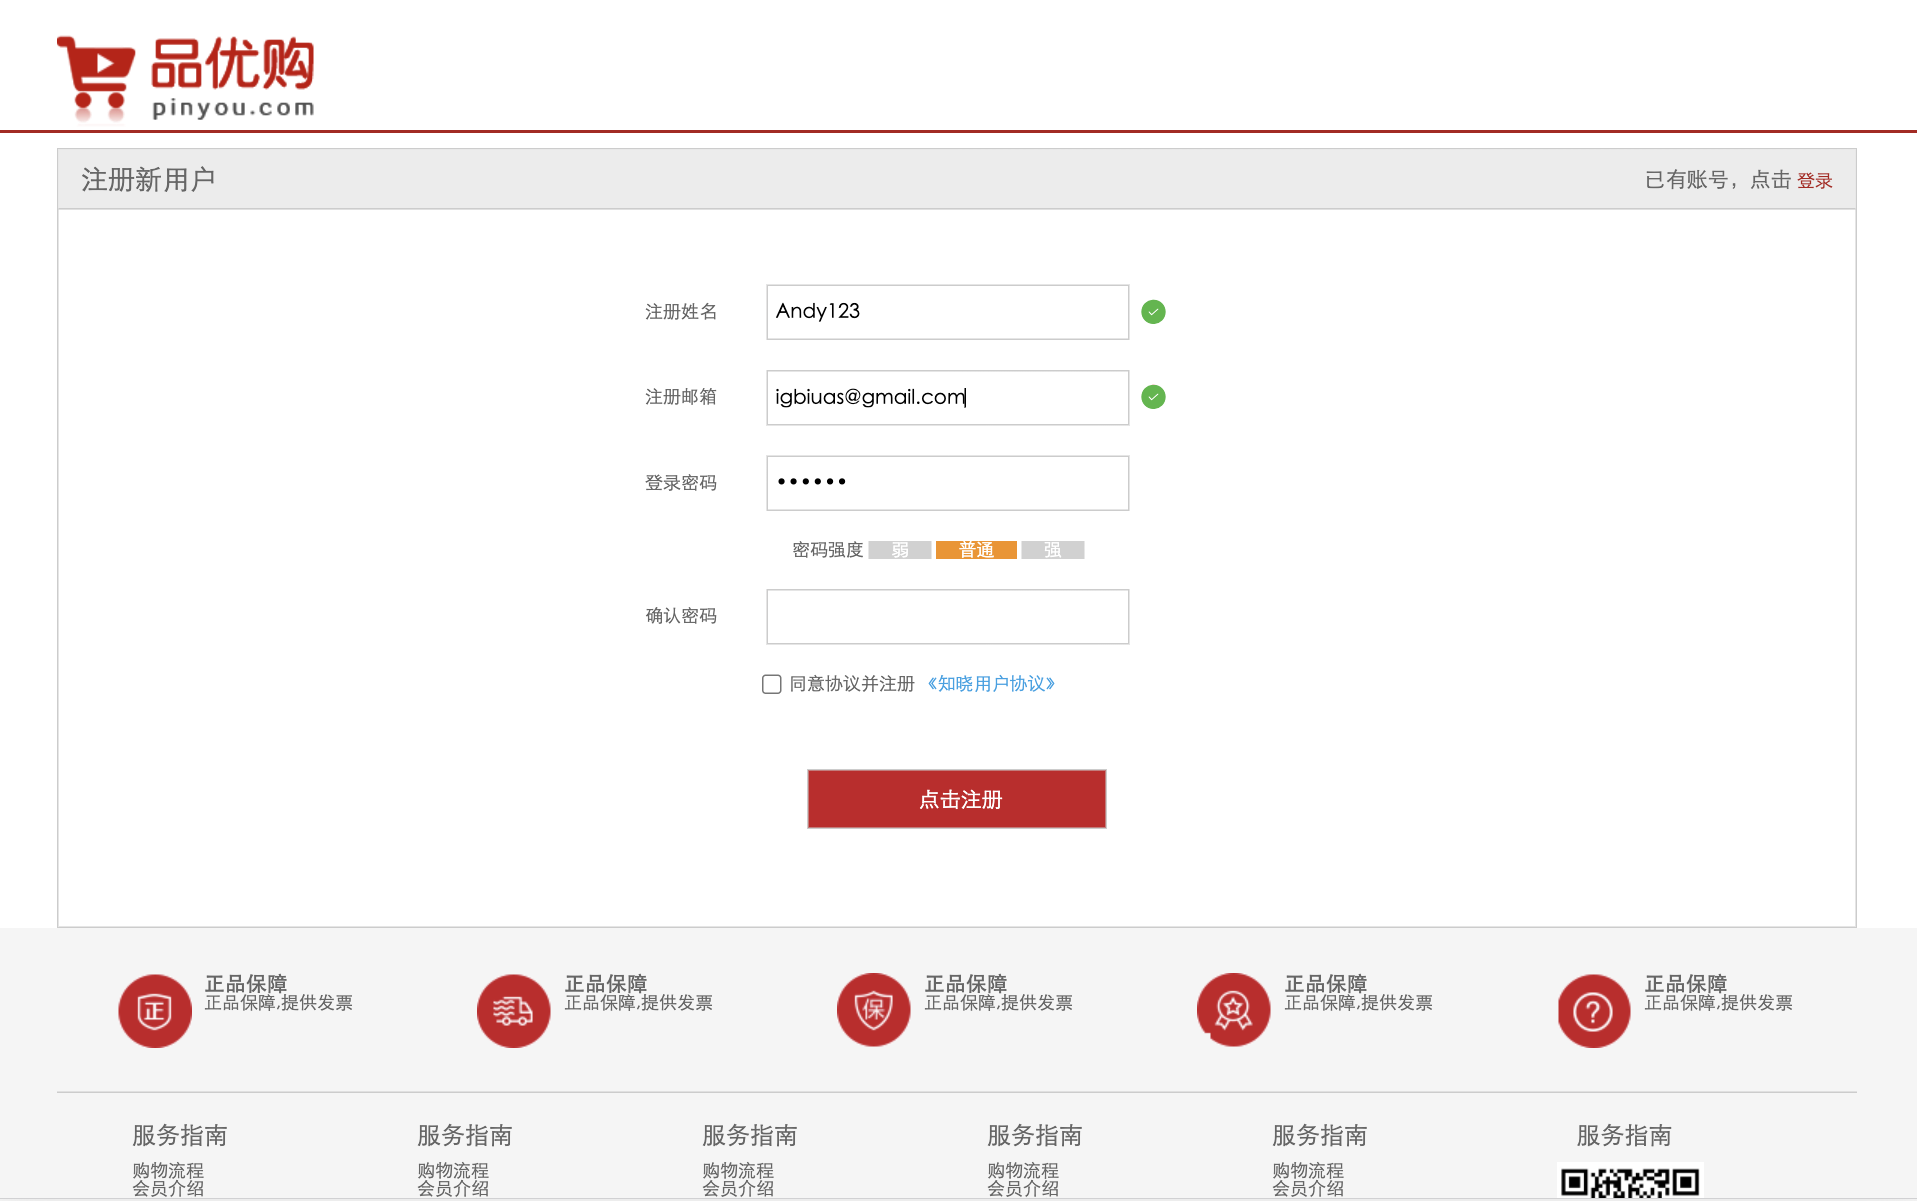 品优购
pinyou.com
注册新用户
已有账号，点击 登录
注册姓名 Andy123
注册邮箱 igbiuas@gmail.com
登录密码 ••••••
密码强度 弱 普通 强
确认密码
同意协议并注册 《知晓用户协议》
点击注册
正 正品保障 正品保障 保 正品保障 正品保障 ? 正品保障
正品保障,提供发票 正品保障,提供发票 正品保障,提供发票 正品保障,提供发票 正品保障,提供发票
服务指南 服务指南 服务指南 服务指南 服务指南 服务指南
购物流程 购物流程 购物流程 购物流程 购物流程
会员介绍 会员介绍 会员介绍 会员介绍 会员介绍